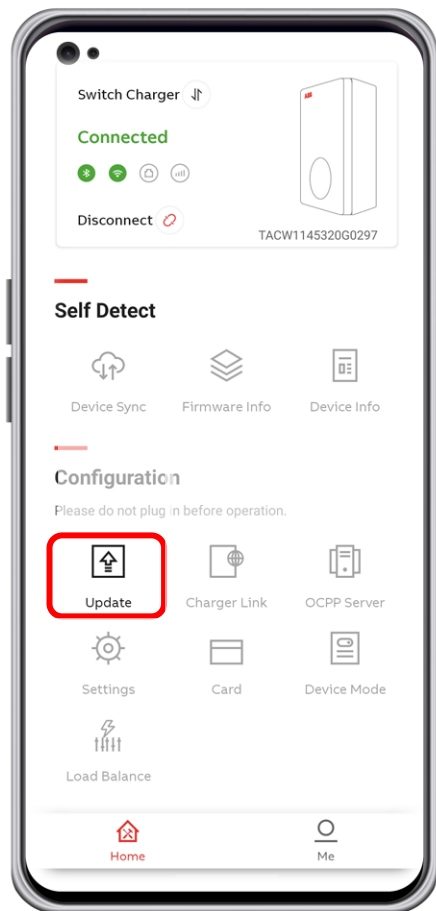 Switch Charger
ABB
Connected
Disconnect
TACW1145320G0297
Self Detect
Device Sync Firmware Info Device Info
Configuration
Please do not plug in before operation.
Update Charger Link OCPP Server
Settings Card Device Mode
Load Balance
Home Me